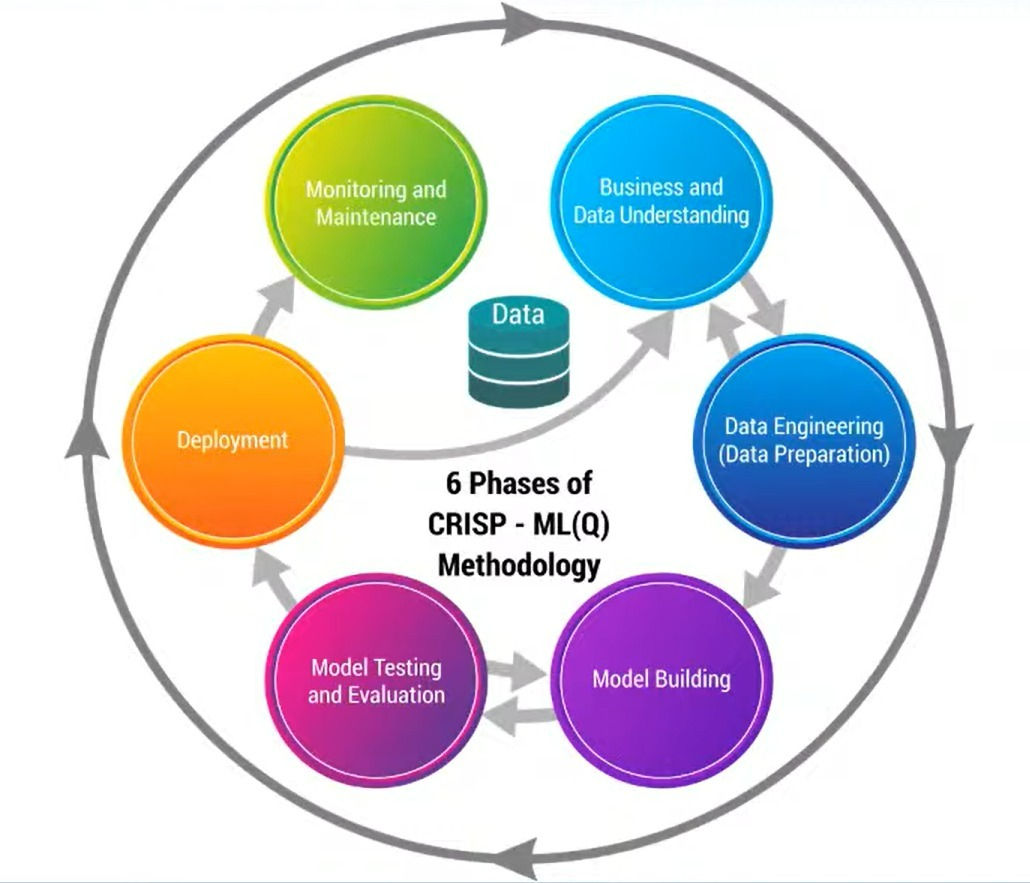 Monitoring and
Maintenance
Business and
Data Understanding
Data
Deployment
Data Engineering
(Data Preparation)
6 Phases of
CRISP - ML(Q)
Methodology
Model Testing
and Evaluation
Model Building